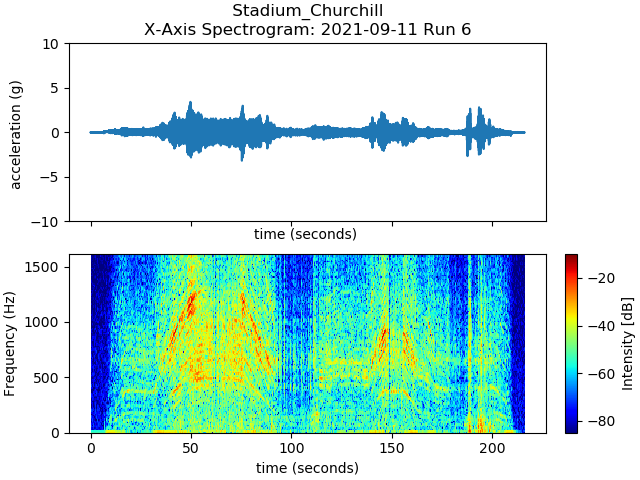 Stadium_Churchill
X-Axis Spectrogram: 2021-09-11 Run 6
10
5
0
−5
−10
acceleration (g)
time (seconds)
1500
1000
500
0
Frequency (Hz)
0 50 100 150 200
time (seconds)
−20
−40
−60
−80
Intensity [dB]